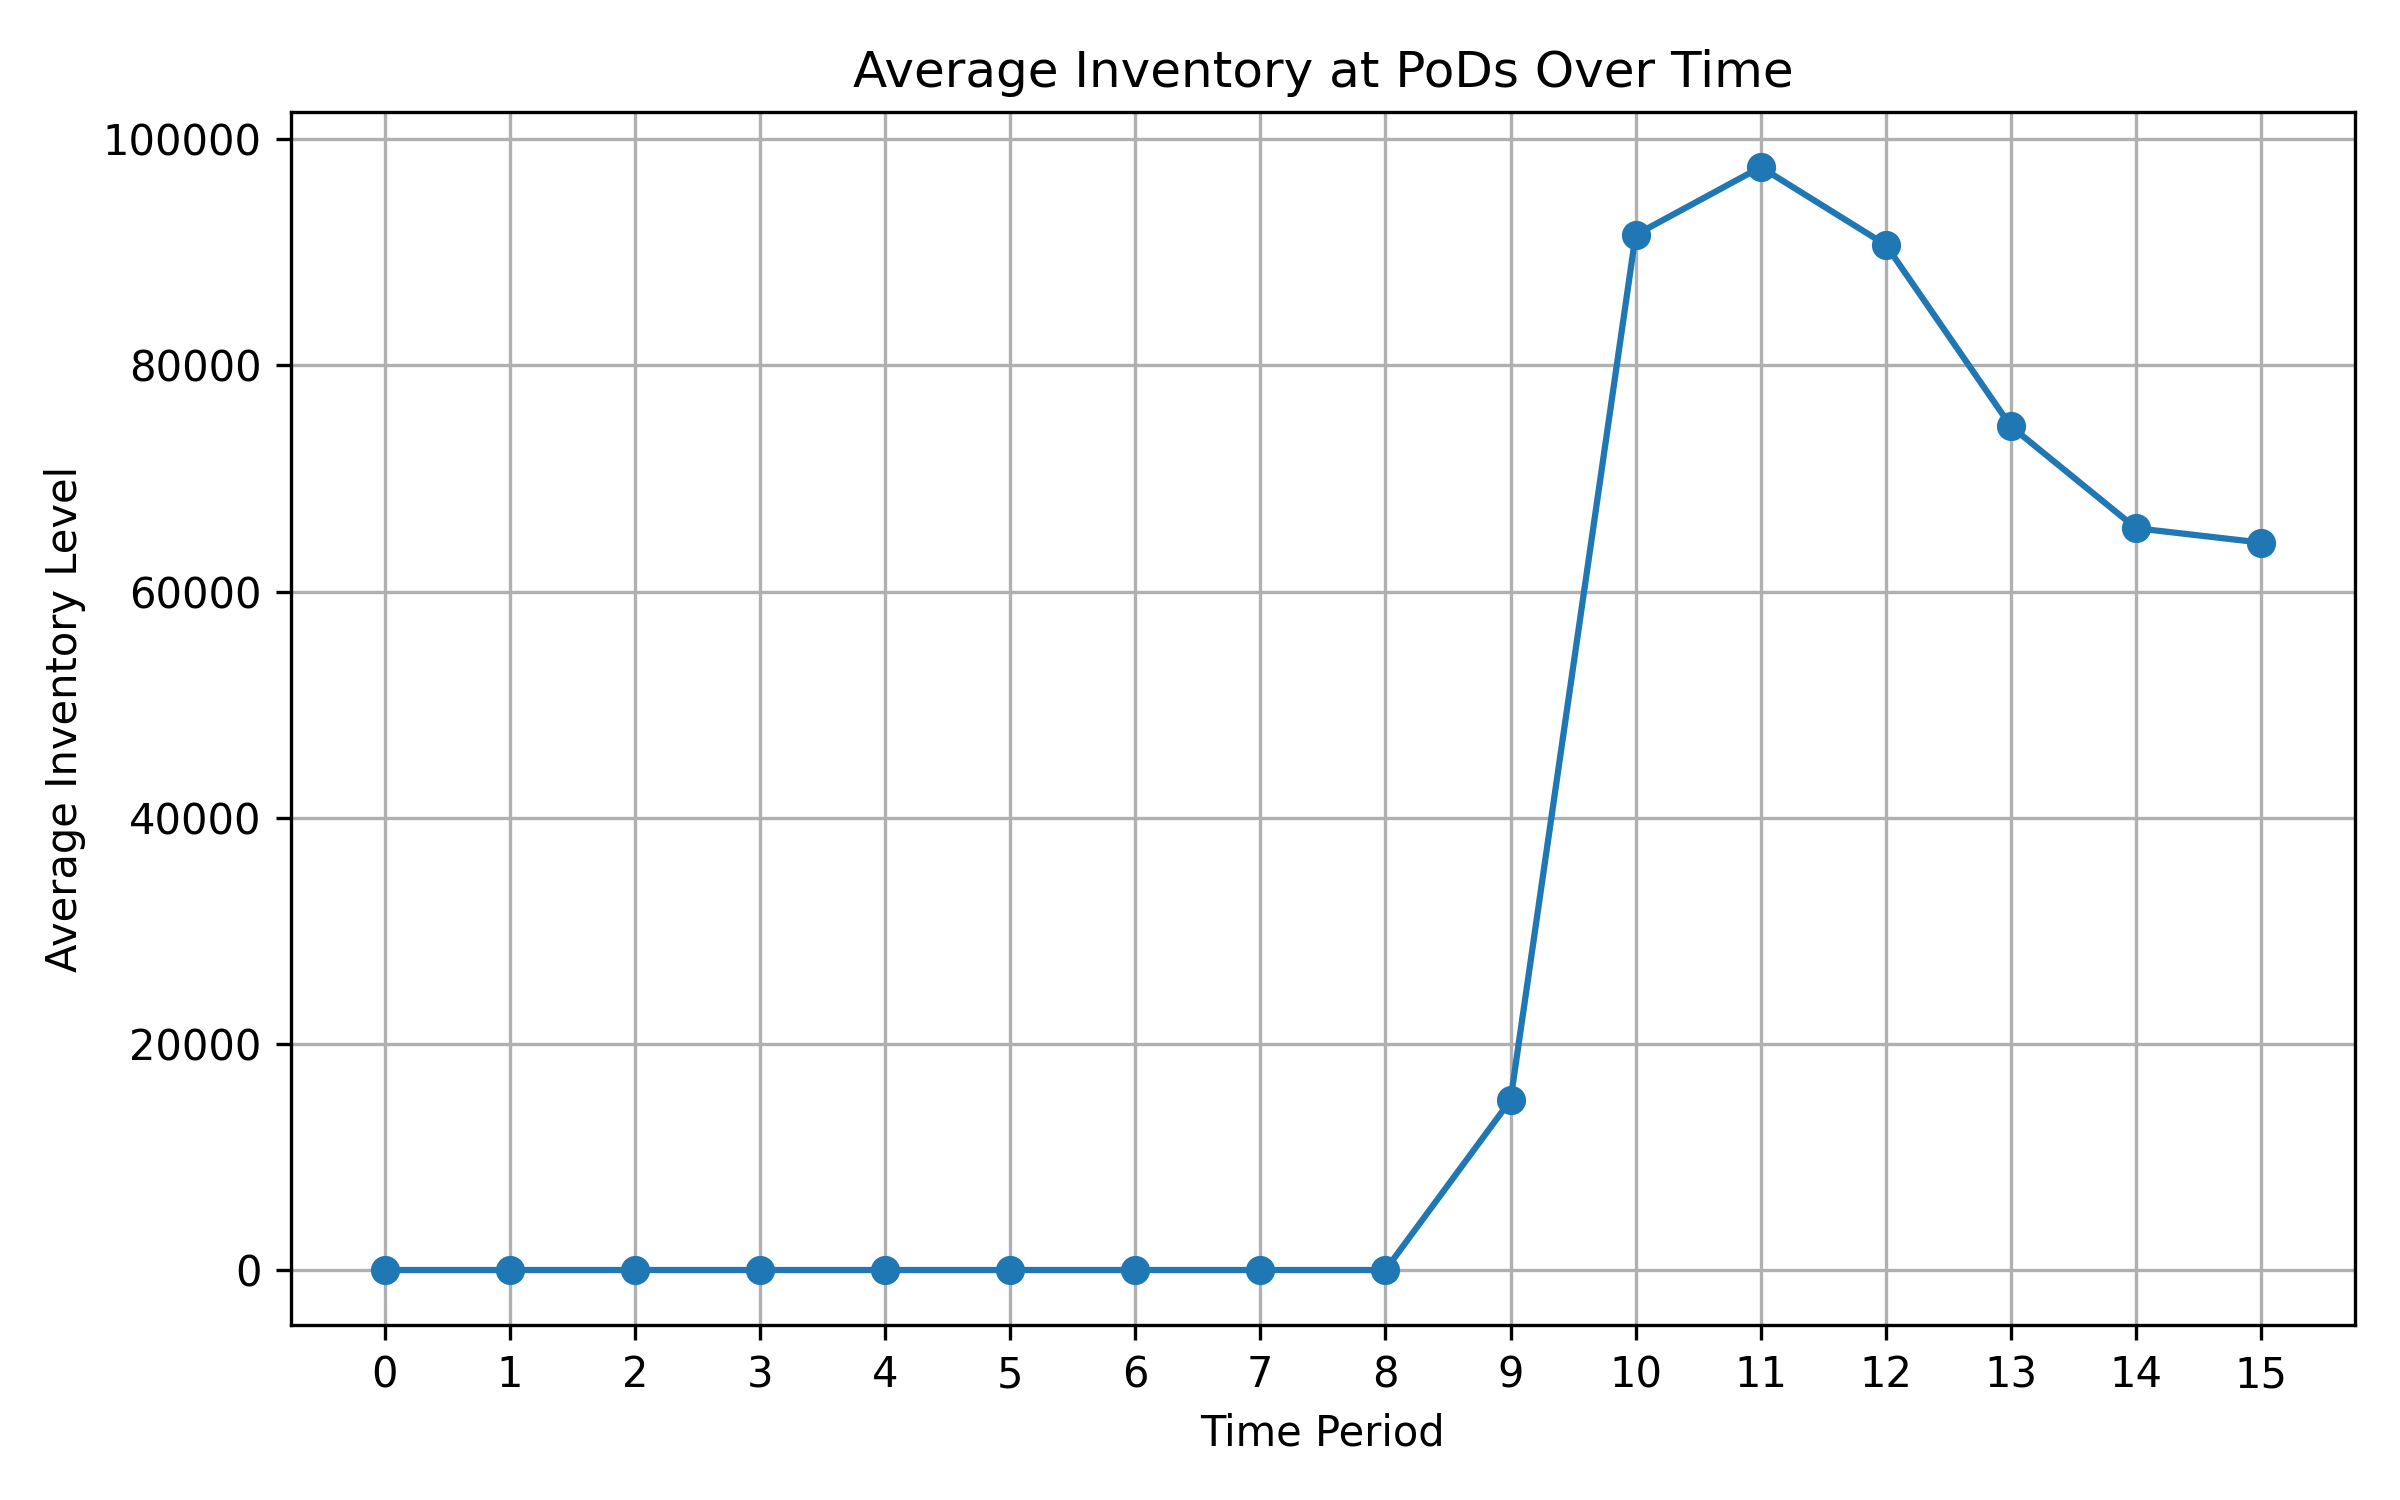 Average Inventory at PoDs Over Time
100000
80000
60000
40000
20000
0
Average Inventory Level
0 1 2 3 4 5 6 7 8 9 10 11 12 13 14 15
Time Period